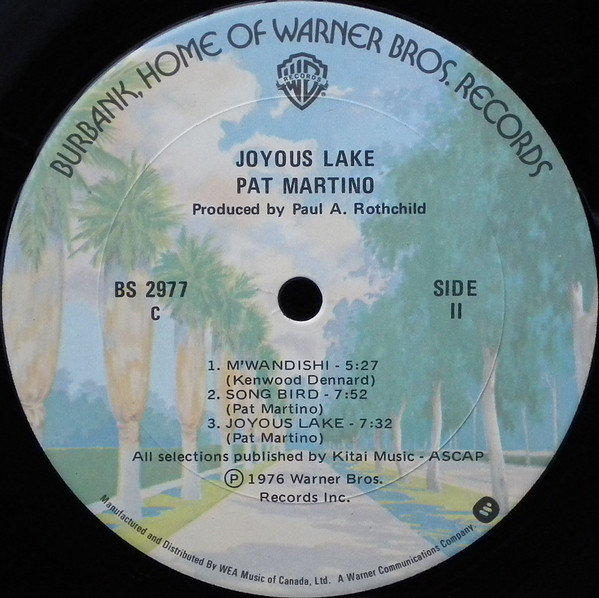 BURBANK, HOME OF WARNER BROS. RECORDS
WB
RECORDS
JOYOUS LAKE
PAT MARTINO
Produced by Paul A. Rothchild
BS 2977
C
SIDE
II
1. M'WANDISHI - 5:27
(Kenwood Dennard)
2. SONG BIRD - 7:52
(Pat Martino)
3. JOYOUS LAKE - 7:32
(Pat Martino)
All selections published by Kitai Music - ASCAP
℗ 1976 Warner Bros.
Records Inc.
Manufactured and Distributed By WEA Music of Canada, Ltd. A Warner Communications Company